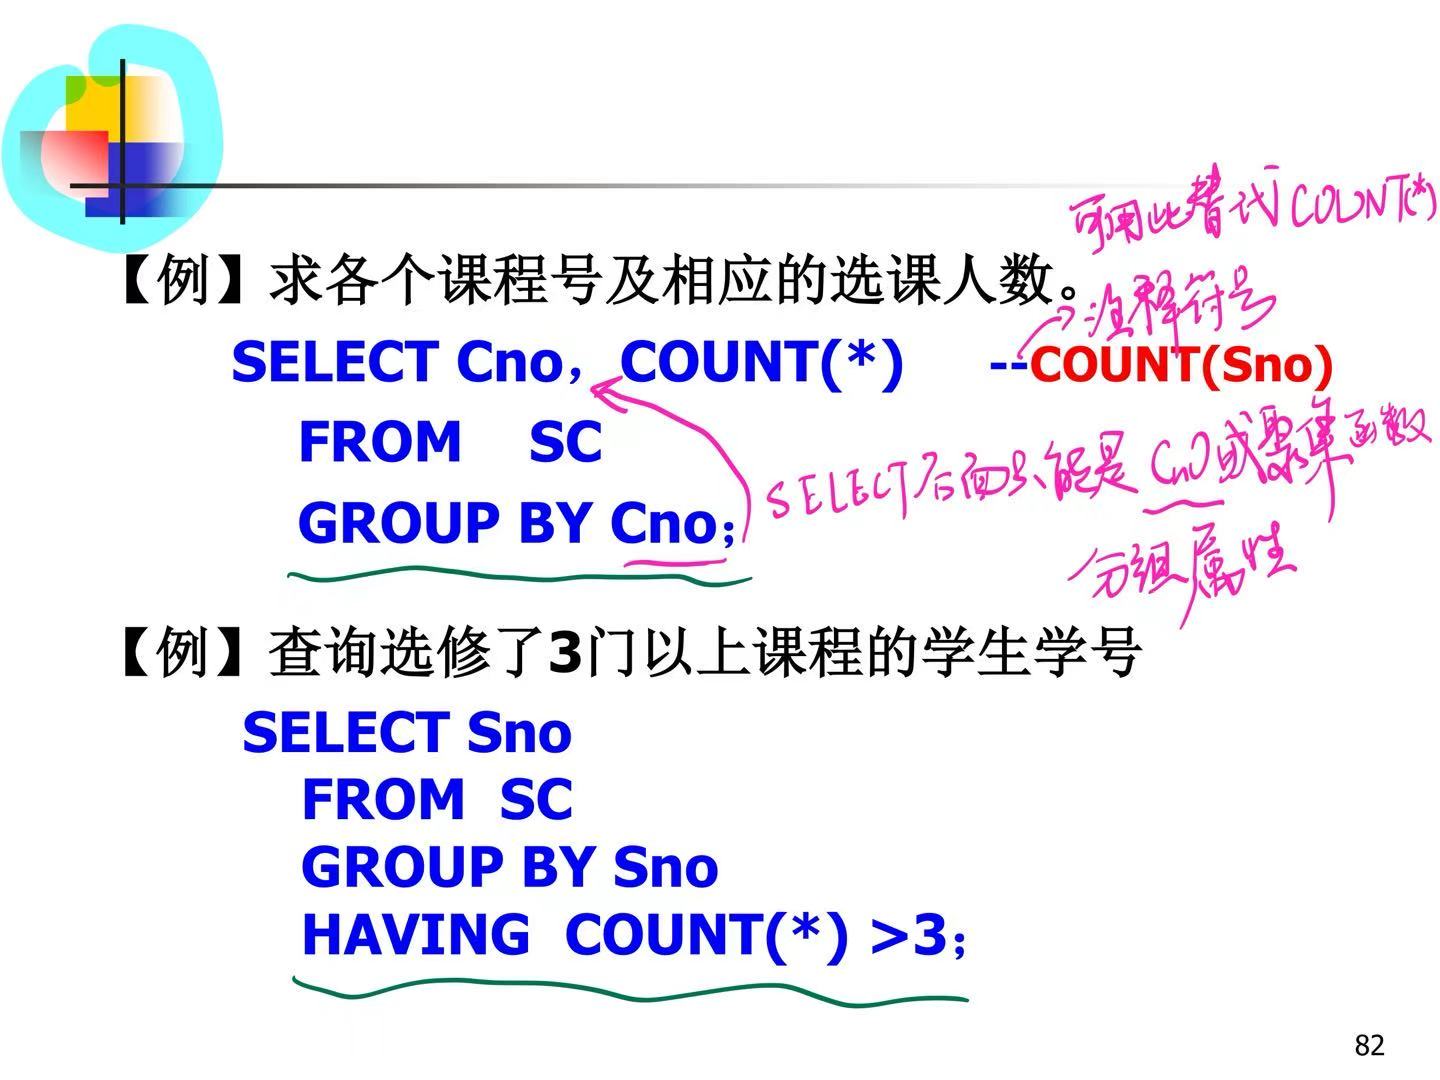 可用此替代COUNT(*)
【例】求各个课程号及相应的选课人数。
注释符号
SELECT Cno，COUNT(*) --COUNT(Sno)
FROM SC
SELECT后面只能是Cno或聚集函数
GROUP BY Cno；
分组属性
【例】查询选修了3门以上课程的学生学号
SELECT Sno
FROM SC
GROUP BY Sno
HAVING COUNT(*) >3；
82